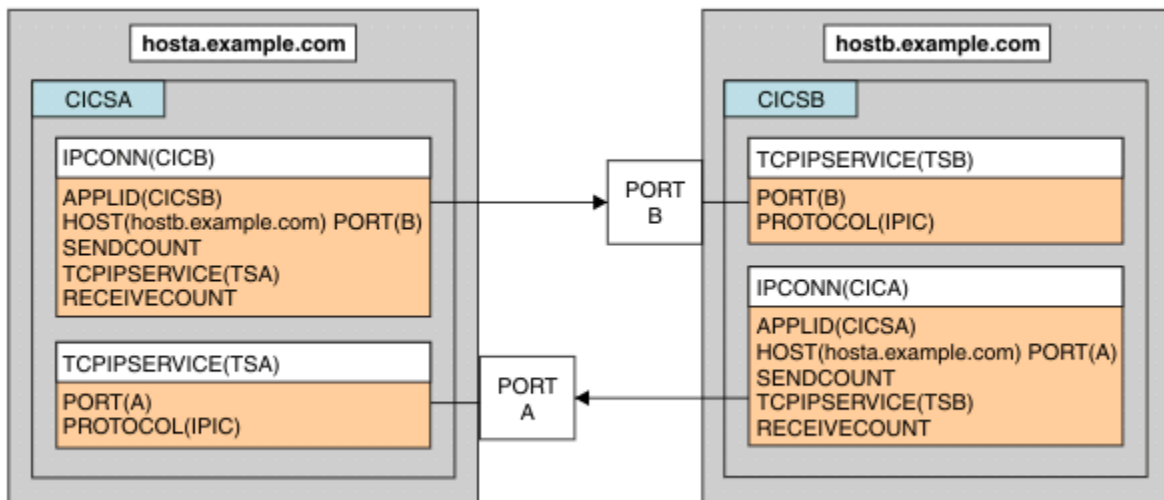 hosta.example.com
CICSA
IPCONN(CICB)
APPLID(CICSB)
HOST(hostb.example.com) PORT(B)
SENDCOUNT
TCPIPSERVICE(TSA)
RECEIVECOUNT
TCPIPSERVICE(TSA)
PORT(A)
PROTOCOL(IPIC)
PORT
B
PORT
A
hostb.example.com
CICSB
TCPIPSERVICE(TSB)
PORT(B)
PROTOCOL(IPIC)
IPCONN(CICA)
APPLID(CICSA)
HOST(hosta.example.com) PORT(A)
SENDCOUNT
TCPIPSERVICE(TSB)
RECEIVECOUNT